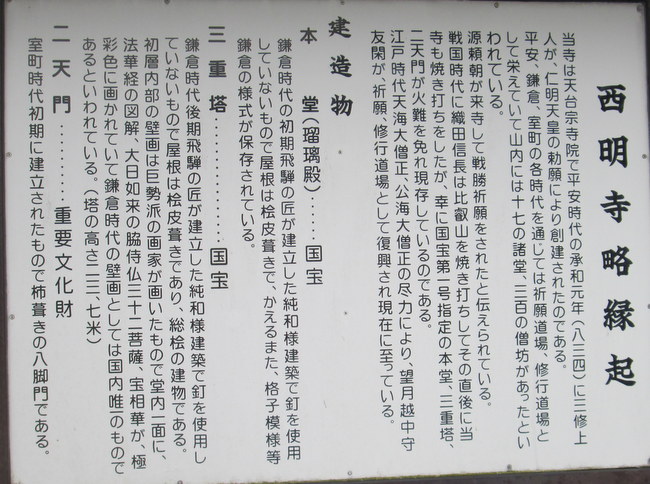 西明寺略縁起
当寺は天台宗寺院で平安時代の承和元年(八三四)に三修上
人が、仁明天皇の勅願により創建されたのである。
平安、鎌倉、室町の各時代を通じては祈願道場、修行道場と
して栄えていて山内には十七の諸堂、三百の僧坊があったとい
われている。
源頼朝が来寺して戦勝祈願をされたと伝えられている。
戦国時代に織田信長は比叡山を焼き打ちしてその直後に当
寺も焼き打ちをしたが、幸に国宝第一号指定の本堂、三重塔、
二天門が火難を免れ現存しているのである。
江戸時代天海大僧正、公海大僧正の尽力により、望月越中守
友閑が、祈願、修行道場として復興され現在に至っている。
建造物
本堂(瑠璃殿)……国宝
鎌倉時代の初期飛騨の匠が建立した純和様建築で釘を使用
していないもので屋根は桧皮葺きで、かえるまた、格子模様等
鎌倉の様式が保存されている。
三重塔……………国宝
鎌倉時代後期飛騨の匠が建立した純和様建築で釘を使用し
ていないもので屋根は桧皮葺きであり、総桧の建物である。
初層内部の壁画は巨勢派の画家が画いたもので堂内一面に、
法華経の図解、大日如来の脇侍仏三十二菩薩、宝相華が、極
彩色に画かれていて鎌倉時代の壁画としては国内唯一のもので
あるといわれている。(塔の高さ二三、七米)
二天門………重要文化財
室町時代初期に建立されたもので杮葺きの八脚門である。